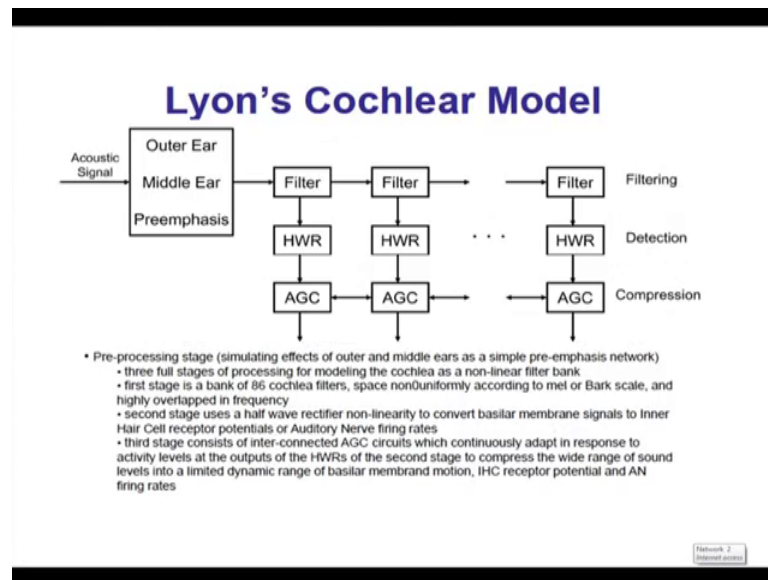 Lyon's Cochlear Model
Acoustic
Signal
Outer Ear
Middle Ear
Preemphasis
Filter
Filter
Filter
Filtering
HWR
HWR
. . .
HWR
Detection
AGC
AGC
AGC
Compression
• Pre-processing stage (simulating effects of outer and middle ears as a simple pre-emphasis network)
• three full stages of processing for modeling the cochlea as a non-linear filter bank
• first stage is a bank of 86 cochlea filters, space non0uniformly according to mel or Bark scale, and
highly overlapped in frequency
• second stage uses a half wave rectifier non-linearity to convert basilar membrane signals to Inner
Hair Cell receptor potentials or Auditory Nerve firing rates
• third stage consists of inter-connected AGC circuits which continuously adapt in response to
activity levels at the outputs of the HWRs of the second stage to compress the wide range of sound
levels into a limited dynamic range of basilar membrand motion, IHC receptor potential and AN
firing rates
Network 2
Internet access